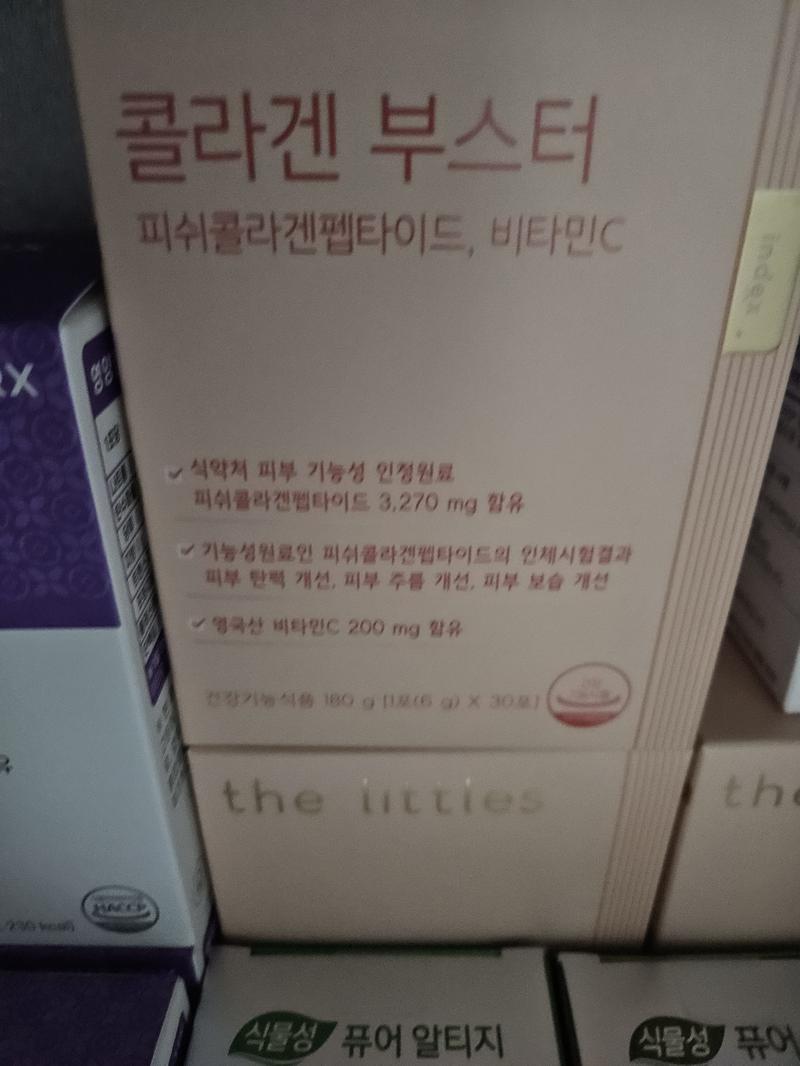 콜라겐 부스터
피쉬콜라겐펩타이드, 비타민C
index
식약처 피부 기능성 인정원료
피쉬콜라겐펩타이드 3,270 mg 함유
기능성원료인 피쉬콜라겐펩타이드의 인체시험결과
피부 탄력 개선, 피부 주름 개선, 피부 보습 개선
영국산 비타민C 200 mg 함유
건강기능식품 180 g [1포(6 g) X 30포]
the litties
the
HACCP
식물성 퓨어 알티지
식물성 퓨어